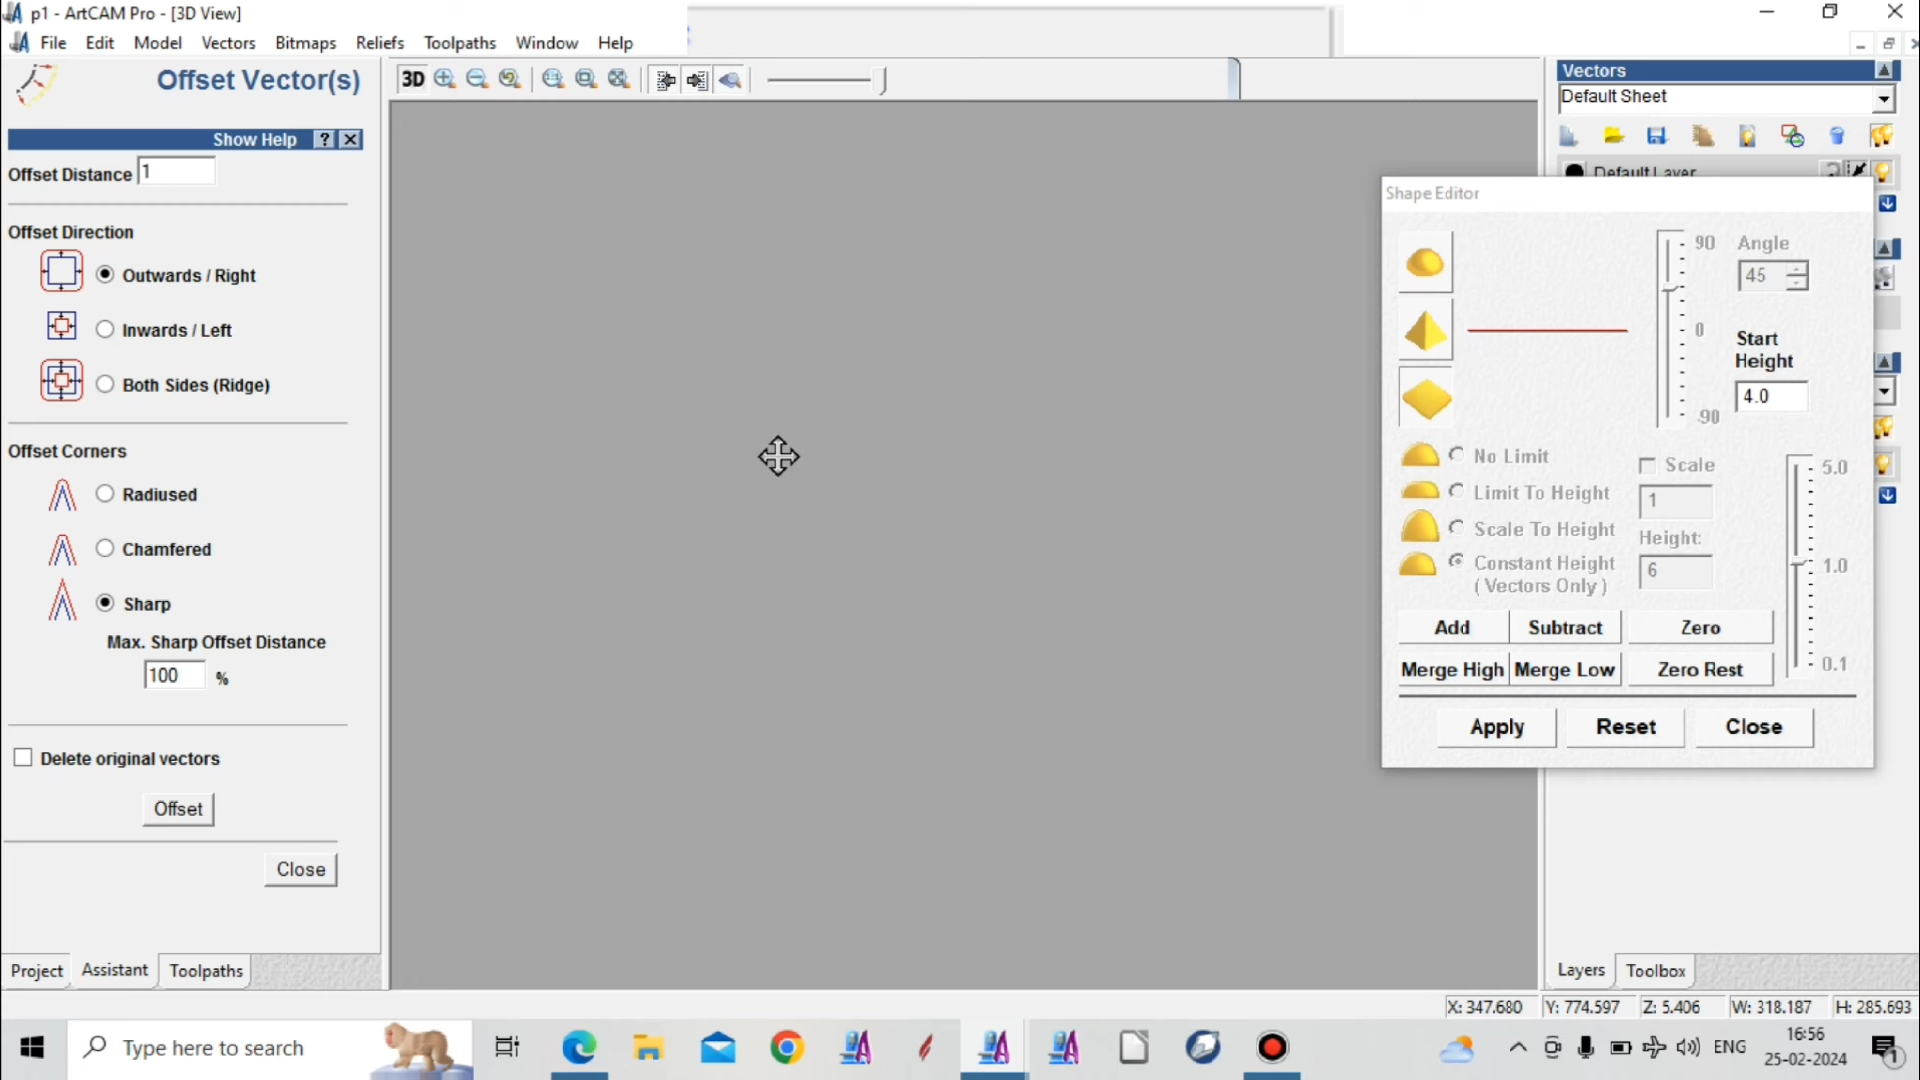 p1 - ArtCAM Pro - [3D View]
File Edit Model Vectors Bitmaps Reliefs Toolpaths Window Help
Offset Vector(s)
Show Help ? X
Offset Distance 1
Offset Direction
Outwards / Right
Inwards / Left
Both Sides (Ridge)
Offset Corners
Radiused
Chamfered
Sharp
Max. Sharp Offset Distance
100 %
Delete original vectors
Offset
Close
Project Assistant Toolpaths
3D
Vectors
Default Sheet
Default Layer
Shape Editor
90 Angle
45
0
Start
Height
4.0
-90
No Limit
Limit To Height
Scale To Height
Constant Height
( Vectors Only )
Scale
1
Height:
6
5.0
1.0
0.1
Add Subtract Zero
Merge High Merge Low Zero Rest
Apply Reset Close
Layers Toolbox
X: 347.680 Y: 774.597 Z: 5.406 W: 318.187 H: 285.693
Type here to search
ENG
16:56
25-02-2024
1